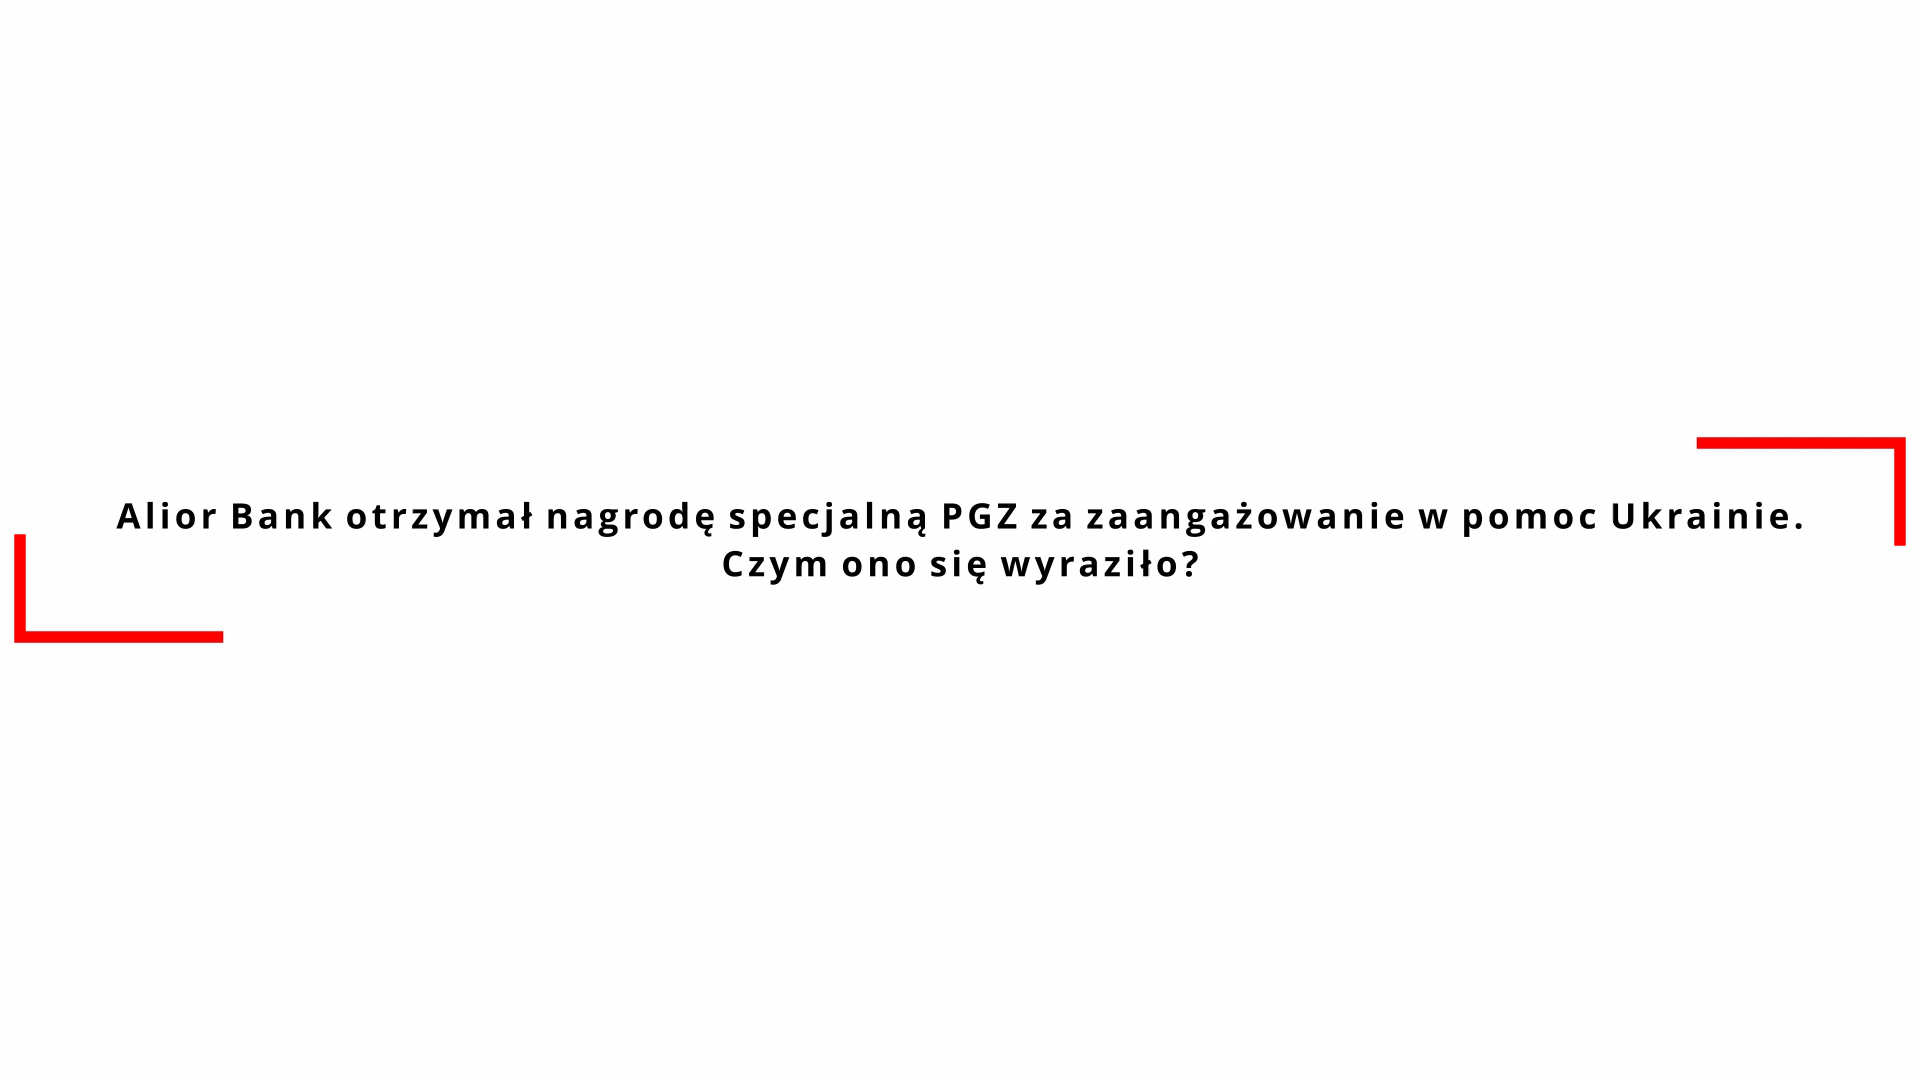 Alior Bank otrzymał nagrodę specjalną PGZ za zaangażowanie w pomoc Ukrainie.
Czym ono się wyraziło?